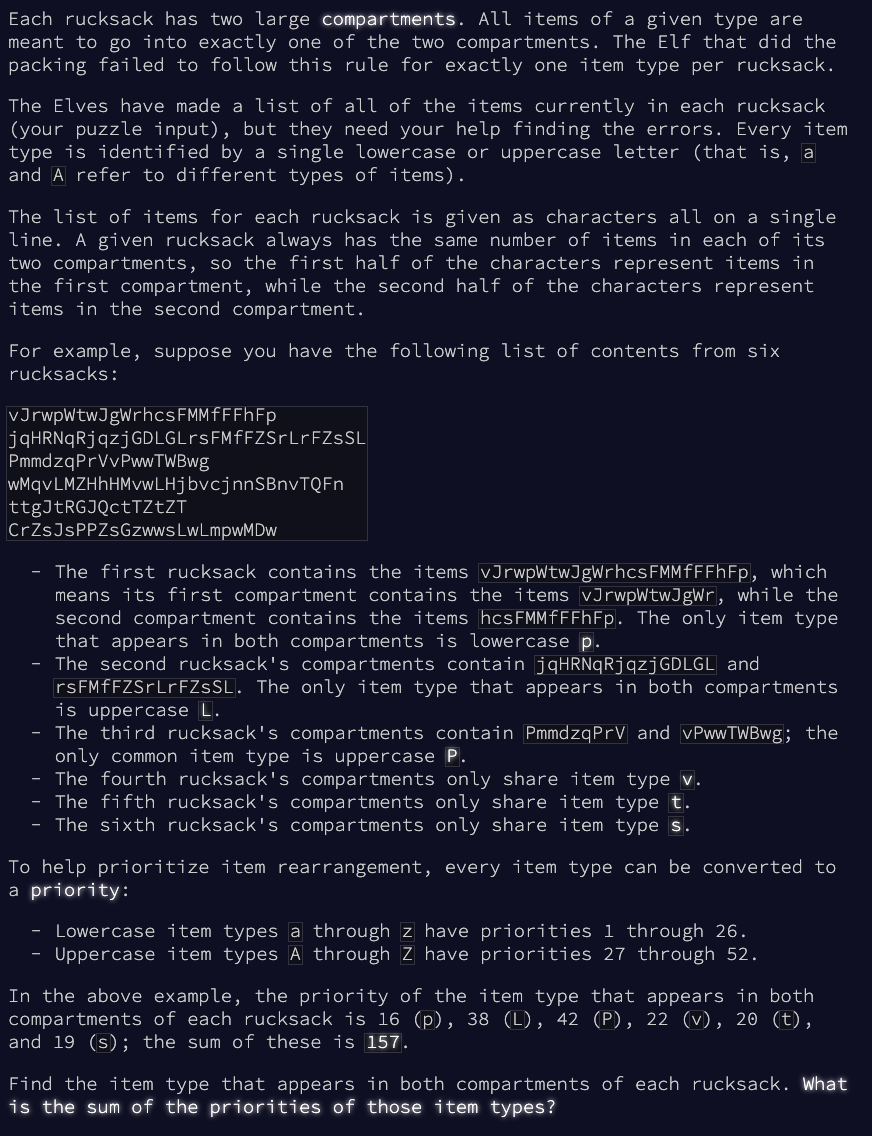 Each rucksack has two large compartments. All items of a given type are
meant to go into exactly one of the two compartments. The Elf that did the
packing failed to follow this rule for exactly one item type per rucksack.
The Elves have made a list of all of the items currently in each rucksack
(your puzzle input), but they need your help finding the errors. Every item
type is identified by a single lowercase or uppercase letter (that is, a
and A refer to different types of items).
The list of items for each rucksack is given as characters all on a single
line. A given rucksack always has the same number of items in each of its
two compartments, so the first half of the characters represent items in
the first compartment, while the second half of the characters represent
items in the second compartment.
For example, suppose you have the following list of contents from six
rucksacks:
vJrwpWtwJgWrhcsFMMfFFhFp
jqHRNqRjqzjGDLGLrsFMfFZSrLrFZsSL
PmmdzqPrVvPwwTWBwg
wMqvLMZHhHMvwLHjbvcjnnSBnvTQFn
ttgJtRGJQctTZtZT
CrZsJsPPZsGzwwsLwLmpwMDw
- The first rucksack contains the items vJrwpWtwJgWrhcsFMMfFFhFp, which
means its first compartment contains the items vJrwpWtwJgWr, while the
second compartment contains the items hcsFMMfFFhFp. The only item type
that appears in both compartments is lowercase p.
- The second rucksack's compartments contain jqHRNqRjqzjGDLGL and
rsFMfFZSrLrFZsSL. The only item type that appears in both compartments
is uppercase L.
- The third rucksack's compartments contain PmmdzqPrV and vPwwTWBwg; the
only common item type is uppercase P.
- The fourth rucksack's compartments only share item type v.
- The fifth rucksack's compartments only share item type t.
- The sixth rucksack's compartments only share item type s.
To help prioritize item rearrangement, every item type can be converted to
a priority:
- Lowercase item types a through z have priorities 1 through 26.
- Uppercase item types A through Z have priorities 27 through 52.
In the above example, the priority of the item type that appears in both
compartments of each rucksack is 16 (p), 38 (L), 42 (P), 22 (v), 20 (t),
and 19 (s); the sum of these is 157.
Find the item type that appears in both compartments of each rucksack. What
is the sum of the priorities of those item types?